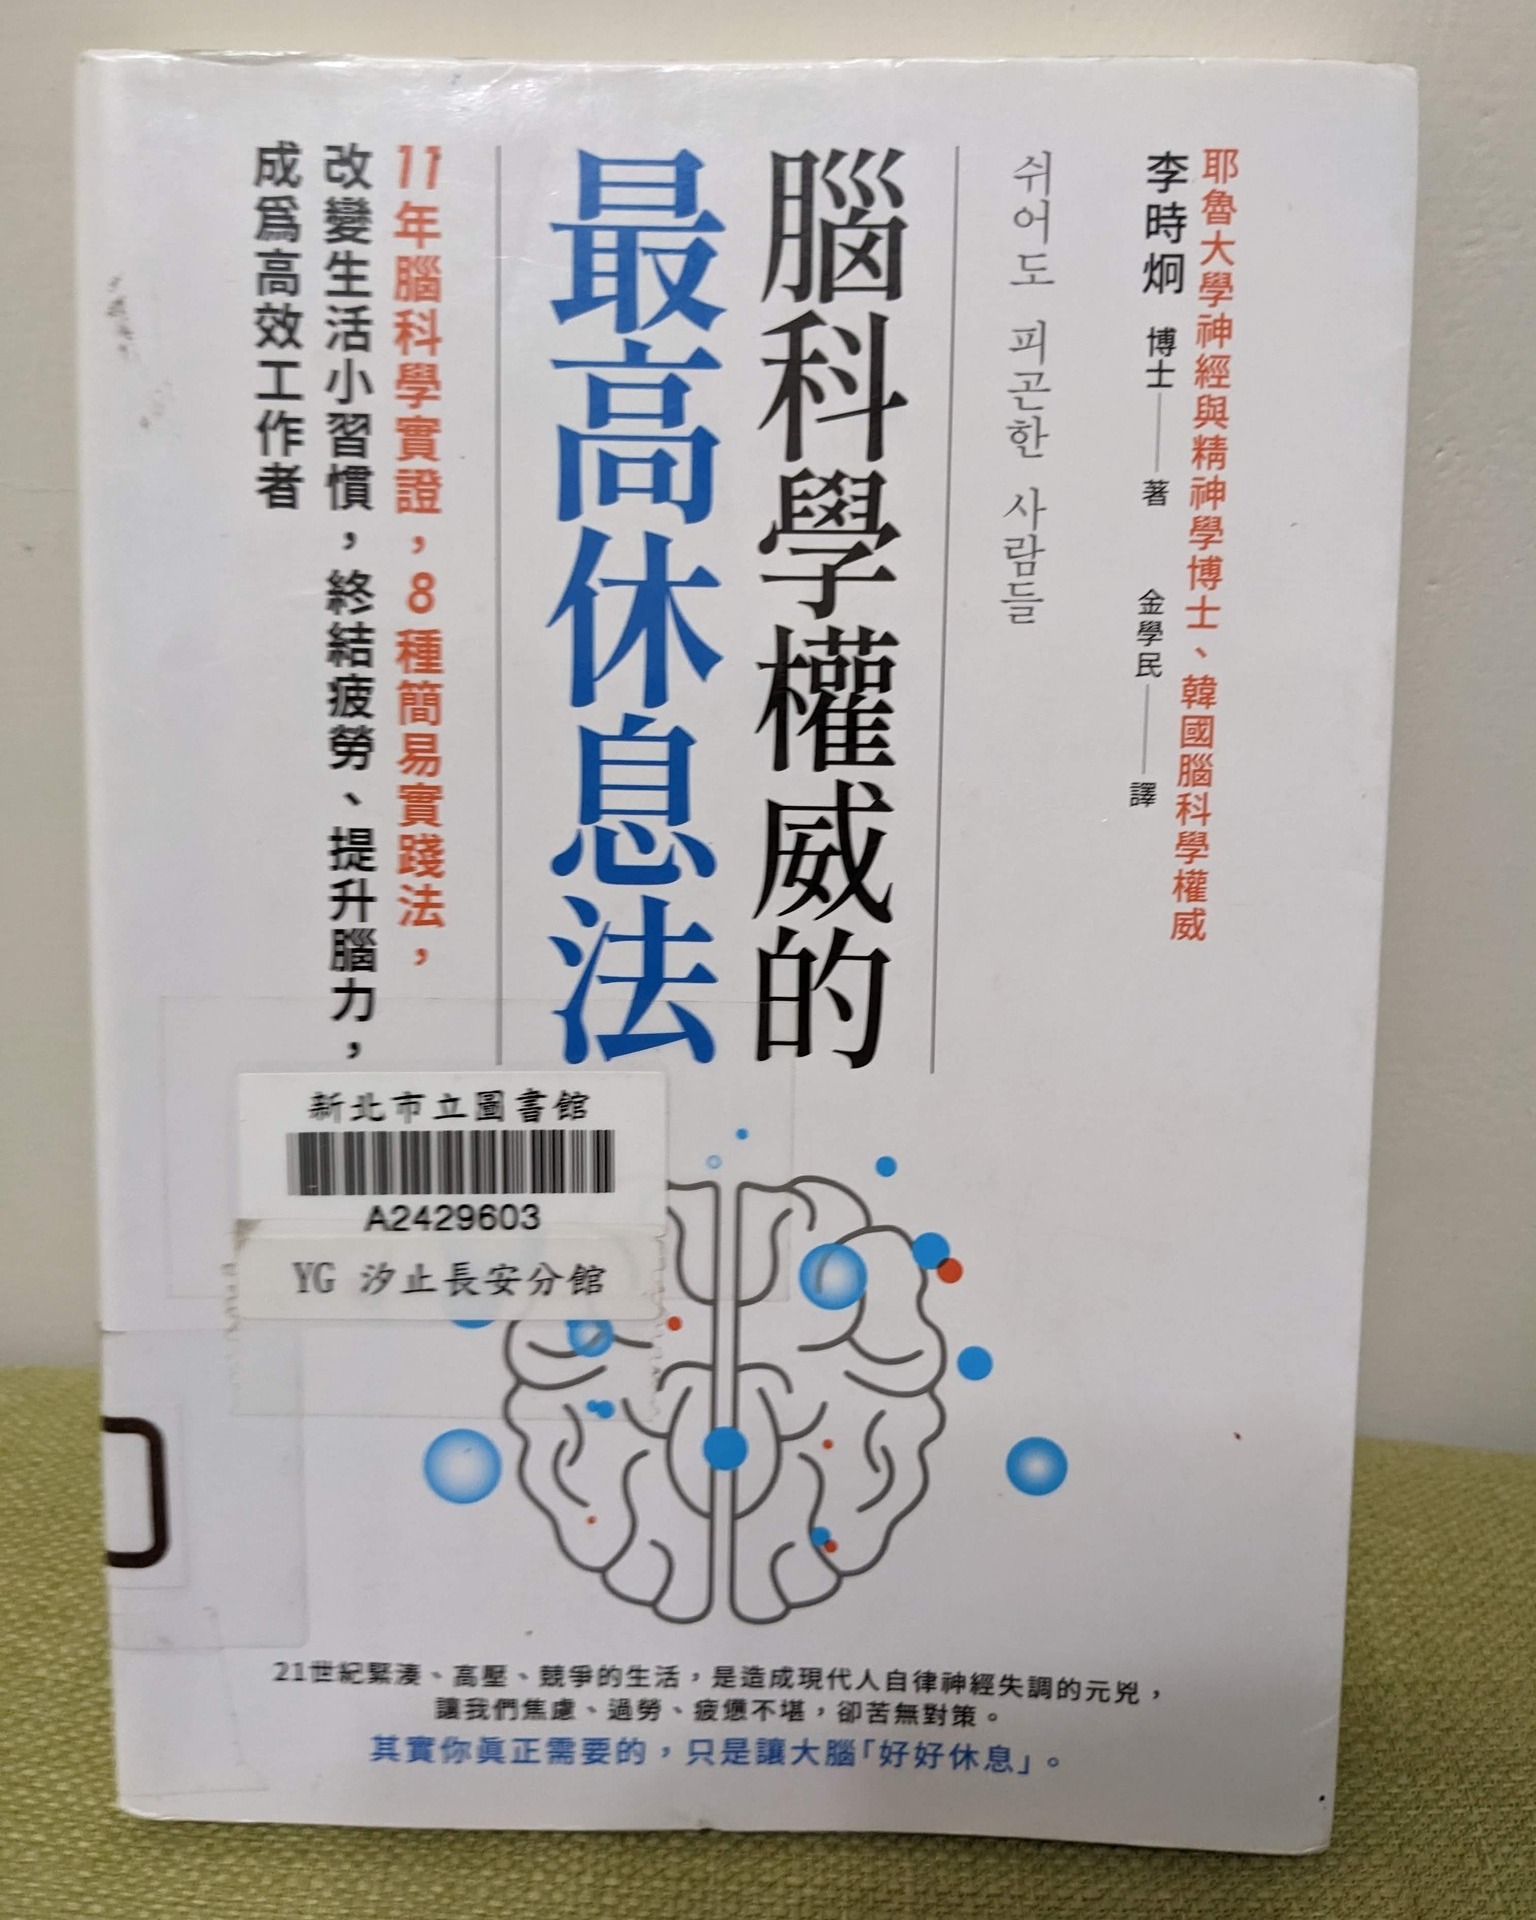 耶魯大學神經與精神學博士、韓國腦科學權威
李時炯 博士──著 金學民──譯
쉬어도 피곤한 사람들
腦科學權威的
最高休息法
11年腦科學實證，8種簡易實踐法，
改變生活小習慣，終結疲勞、提升腦力，
成爲高效工作者
新北市立圖書館
A2429603
YG 汐止長安分館
21世紀緊湊、高壓、競爭的生活，是造成現代人自律神經失調的元兇，
讓我們焦慮、過勞、疲憊不堪，卻苦無對策。
其實你眞正需要的，只是讓大腦「好好休息」。